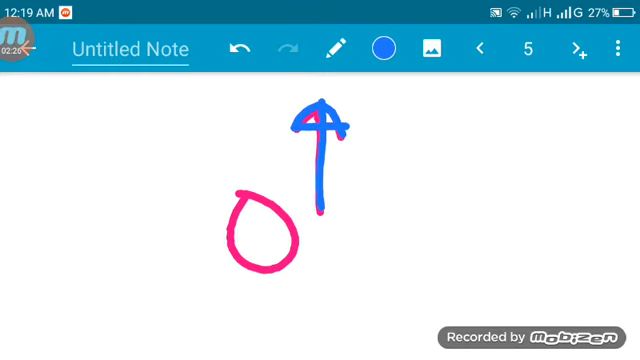 12:19 AM
H
G
27%
02:26
Untitled Note
5
Recorded by mobizen